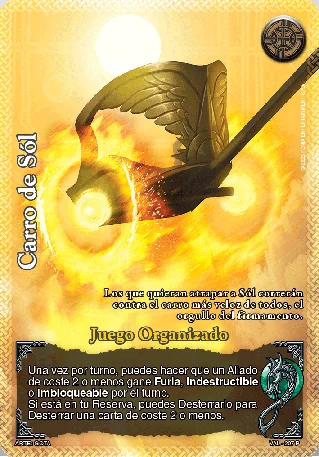 Carro de Sól
Los que quieran atrapar a Sól correrán
contra el carro más veloz de todos, el
orgullo del firmamento.
Juego Organizado
Una vez por turno, puedes hacer que un Aliado
de coste 2 o menos gane Furia, Indestructible
o Imbloqueable por el turno.
Si está en tu Reserva, puedes Desterrarlo para
Desterrar una carta de coste 2 o menos.